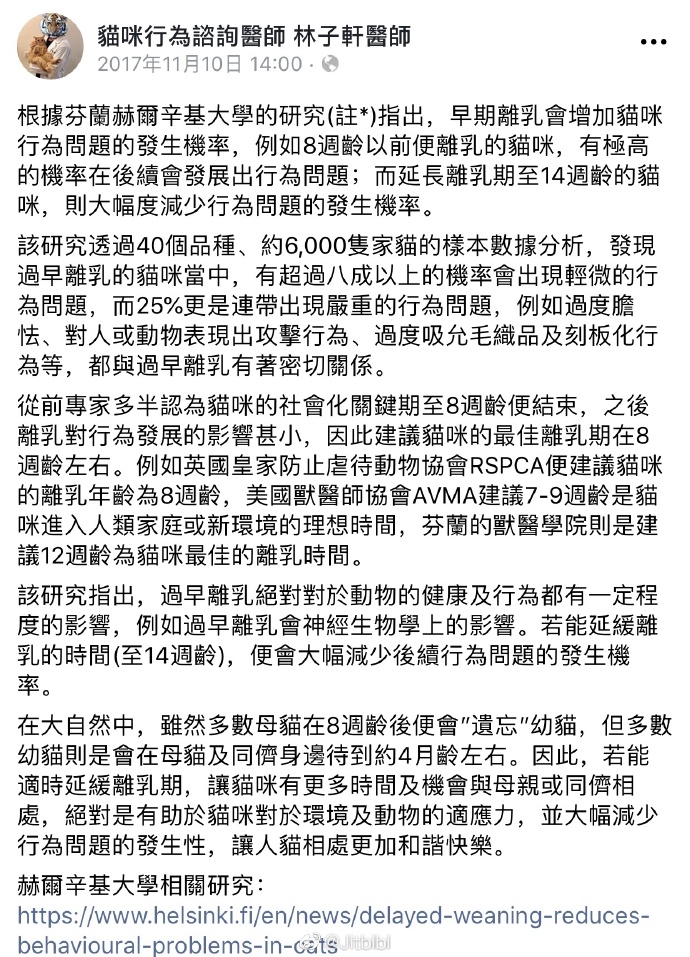 貓咪行為諮詢醫師 林子軒醫師
2017年11月10日 14:00 ·
根據芬蘭赫爾辛基大學的研究(註*)指出，早期離乳會增加貓咪
行為問題的發生機率，例如8週齡以前便離乳的貓咪，有極高
的機率在後續會發展出行為問題；而延長離乳期至14週齡的貓
咪，則大幅度減少行為問題的發生機率。
該研究透過40個品種、約6,000隻家貓的樣本數據分析，發現
過早離乳的貓咪當中，有超過八成以上的機率會出現輕微的行
為問題，而25%更是連帶出現嚴重的行為問題，例如過度膽
怯、對人或動物表現出攻擊行為、過度吸允毛織品及刻板化行
為等，都與過早離乳有著密切關係。
從前專家多半認為貓咪的社會化關鍵期至8週齡便結束，之後
離乳對行為發展的影響甚小，因此建議貓咪的最佳離乳期在8
週齡左右。例如英國皇家防止虐待動物協會RSPCA便建議貓咪
的離乳年齡為8週齡，美國獸醫師協會AVMA建議7-9週齡是貓
咪進入人類家庭或新環境的理想時間，芬蘭的獸醫學院則是建
議12週齡為貓咪最佳的離乳時間。
該研究指出，過早離乳絕對對於動物的健康及行為都有一定程
度的影響，例如過早離乳會神經生物學上的影響。若能延緩離
乳的時間(至14週齡)，便會大幅減少後續行為問題的發生機
率。
在大自然中，雖然多數母貓在8週齡後便會"遺忘"幼貓，但多數
幼貓則是會在母貓及同儕身邊待到約4月齡左右。因此，若能
適時延緩離乳期，讓貓咪有更多時間及機會與母親或同儕相
處，絕對是有助於貓咪對於環境及動物的適應力，並大幅減少
行為問題的發生性，讓人貓相處更加和諧快樂。
赫爾辛基大學相關研究：
https://www.helsinki.fi/en/news/delayed-weaning-reduces-
behavioural-problems-in-cats
@Jltblbl